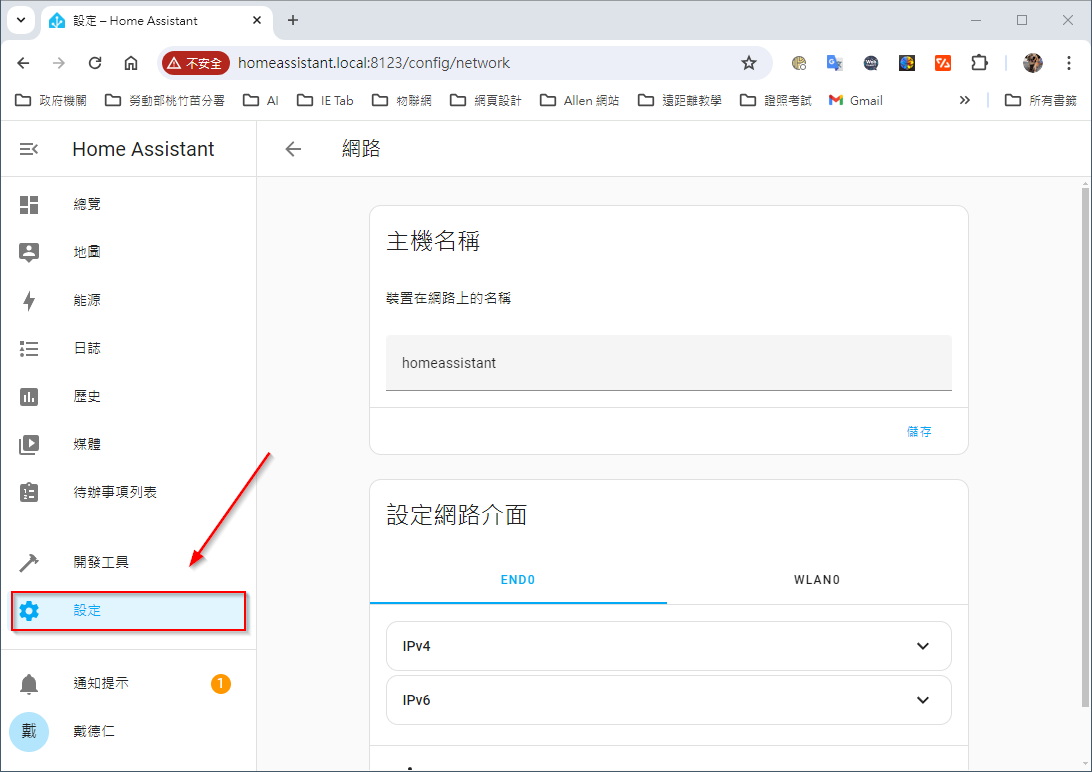 設定 – Home Assistant
不安全
homeassistant.local:8123/config/network
政府機關
勞動部桃竹苗分署
AI
IE Tab
物聯網
網頁設計
Allen 網站
遠距離教學
證照考試
Gmail
所有書籤
Home Assistant
網路
總覽
地圖
能源
日誌
歷史
媒體
待辦事項列表
開發工具
設定
通知提示
1
戴
戴德仁
主機名稱
裝置在網路上的名稱
homeassistant
儲存
設定網路介面
END0
WLAN0
IPv4
IPv6